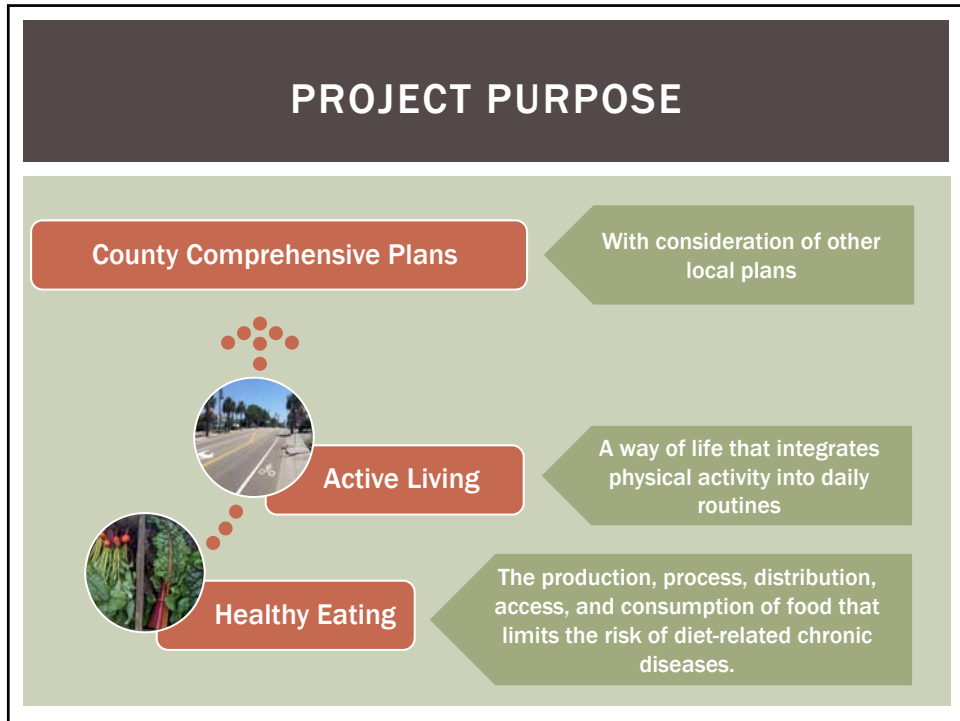 PROJECT PURPOSE
County Comprehensive Plans
With consideration of other
local plans
Active Living
A way of life that integrates
physical activity into daily
routines
Healthy Eating
The production, process, distribution,
access, and consumption of food that
limits the risk of diet-related chronic
diseases.